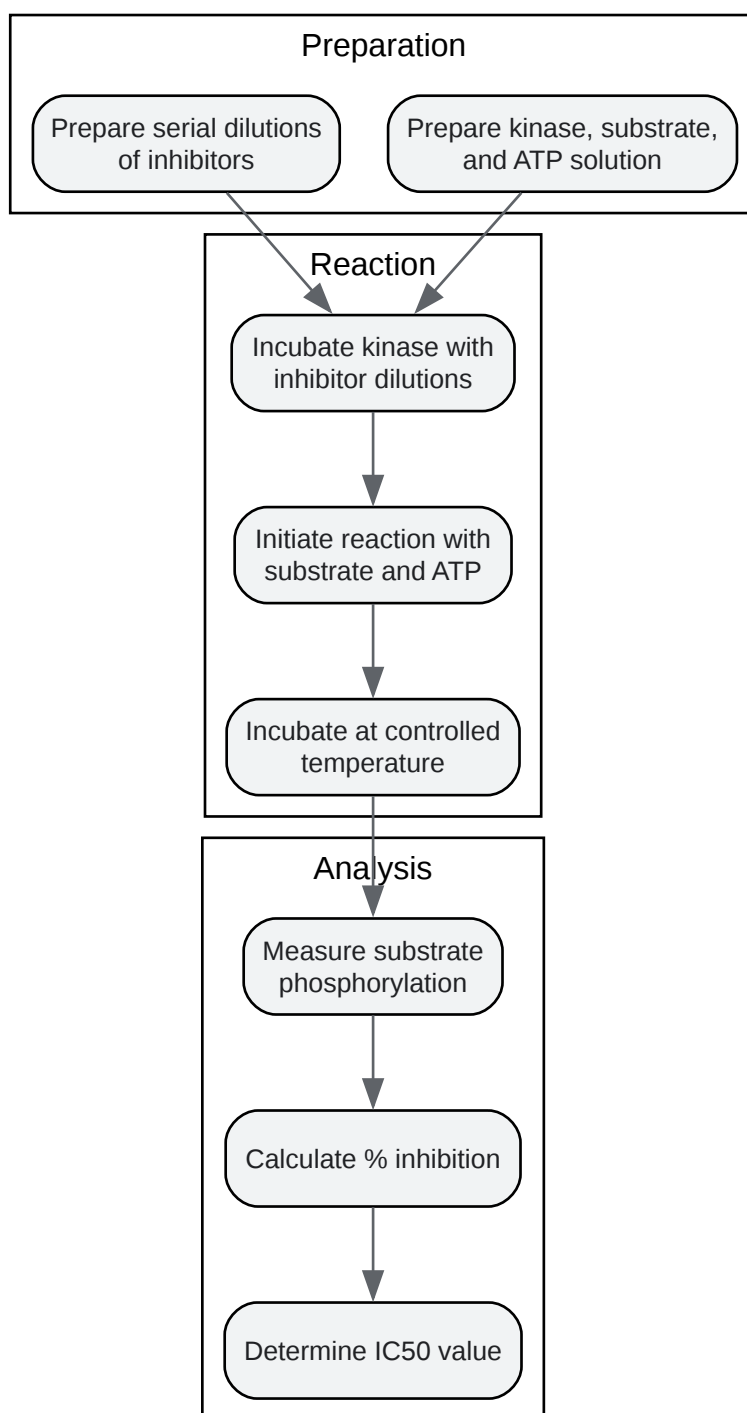 Preparation
Prepare serial dilutions
of inhibitors
Prepare kinase, substrate,
and ATP solution
Reaction
Incubate kinase with
inhibitor dilutions
Initiate reaction with
substrate and ATP
Incubate at controlled
temperature
Analysis
Measure substrate
phosphorylation
Calculate % inhibition
Determine IC50 value